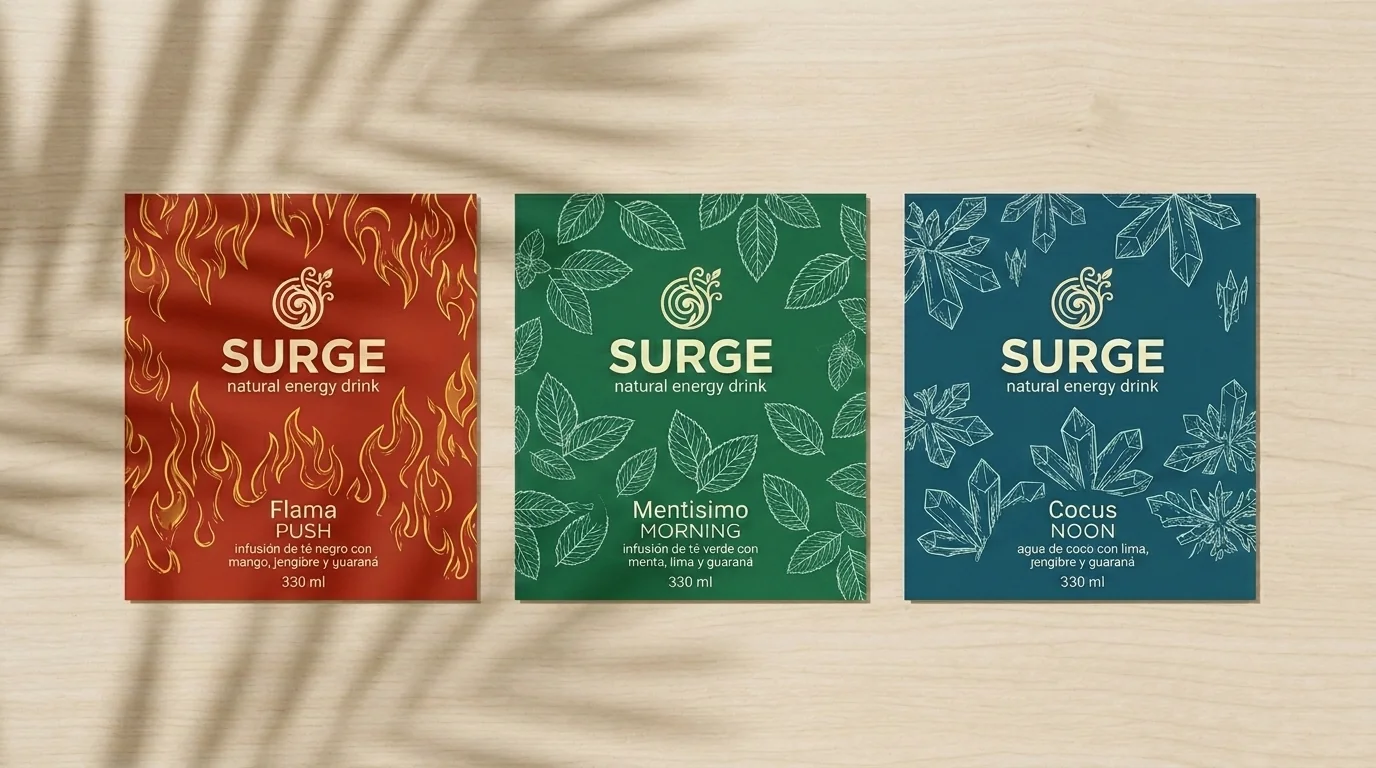 SURGE
natural energy drink
Flama
PUSH
infusión de té negro con
mango, jengibre y guaraná
330 ml
SURGE
natural energy drink
Mentisimo
MORNING
infusión de té verde con
menta, lima y guaraná
330 ml
SURGE
natural energy drink
Cocus
NOON
agua de coco con lima,
jengibre y guaraná
330 ml